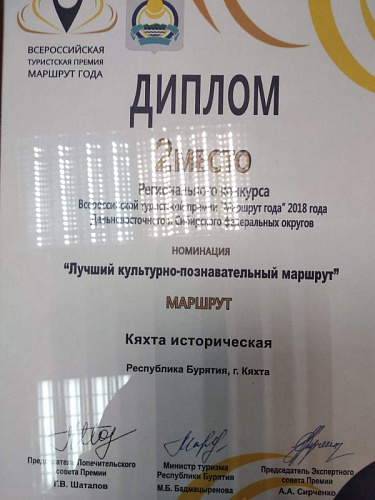 ВСЕРОССИЙСКАЯ
ТУРИСТСКАЯ ПРЕМИЯ
МАРШРУТ ГОДА
ДИПЛОМ
2 МЕСТО
Регионального конкурса
Всероссийской туристской премии "Маршрут года" 2018 года
Дальневосточного и Сибирского федеральных округов
НОМИНАЦИЯ
"Лучший культурно-познавательный маршрут"
МАРШРУТ
Кяхта историческая
Республика Бурятия, г. Кяхта
Председатель Попечительского
совета Премии
Г.В. Шаталов
Министр туризма
Республики Бурятия
М.Б. Бадмацыренова
Председатель Экспертного
совета Премии
А.А. Сирченко